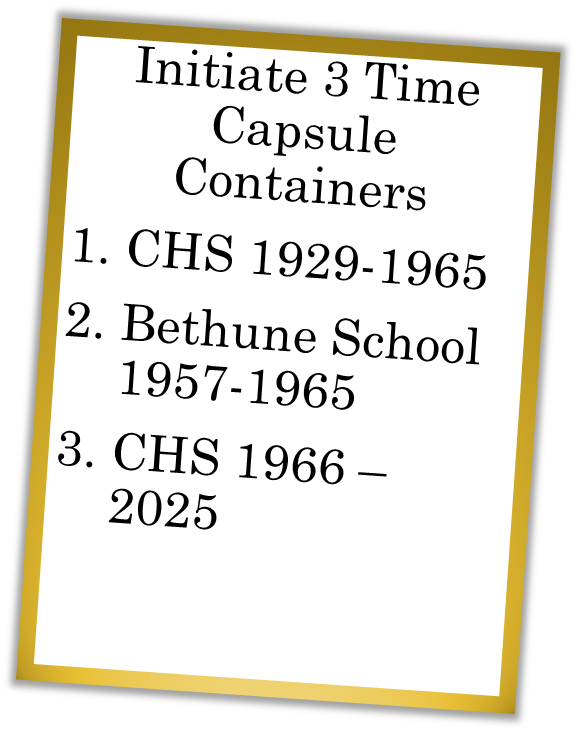 Initiate 3 Time
Capsule
Containers
1. CHS 1929-1965
2. Bethune School
1957-1965
3. CHS 1966 –
2025